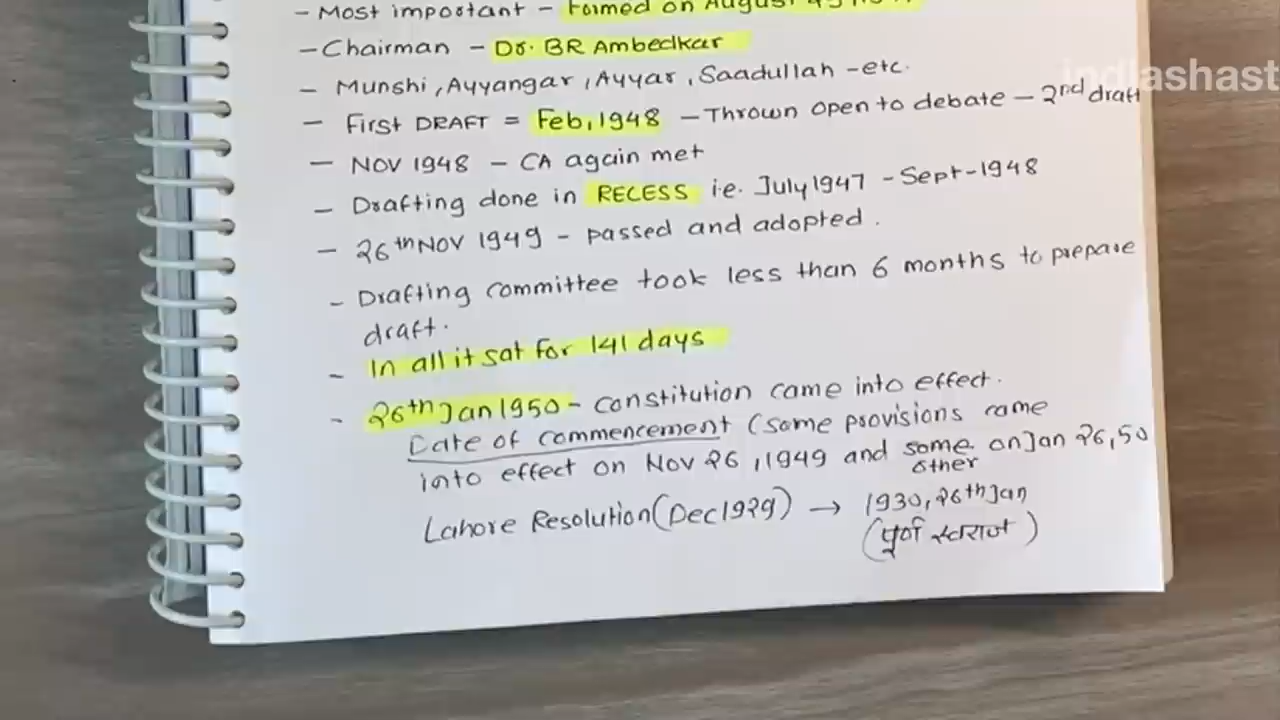 - Most important - Formed on August
- Chairman - Dr. BR Ambedkar
- Munshi, Ayyangar, Ayyar, Saadullah - etc.
indiashast
- First DRAFT = Feb, 1948 - Thrown open to debate - 2nd draft
- NOV 1948 - CA again met
- Drafting done in RECESS i.e. July 1947 - Sept-1948
- 26th NOV 1949 - passed and adopted.
- Drafting committee took less than 6 months to prepare
draft.
- In all it sat for 141 days
- 26th Jan 1950 - constitution came into effect.
Date of commencement (some provisions came
into effect on Nov 26, 1949 and some on Jan 26, 50
other
Lahore Resolution (Dec 1929) → 1930, 26th Jan
(पूर्ण स्वराज)